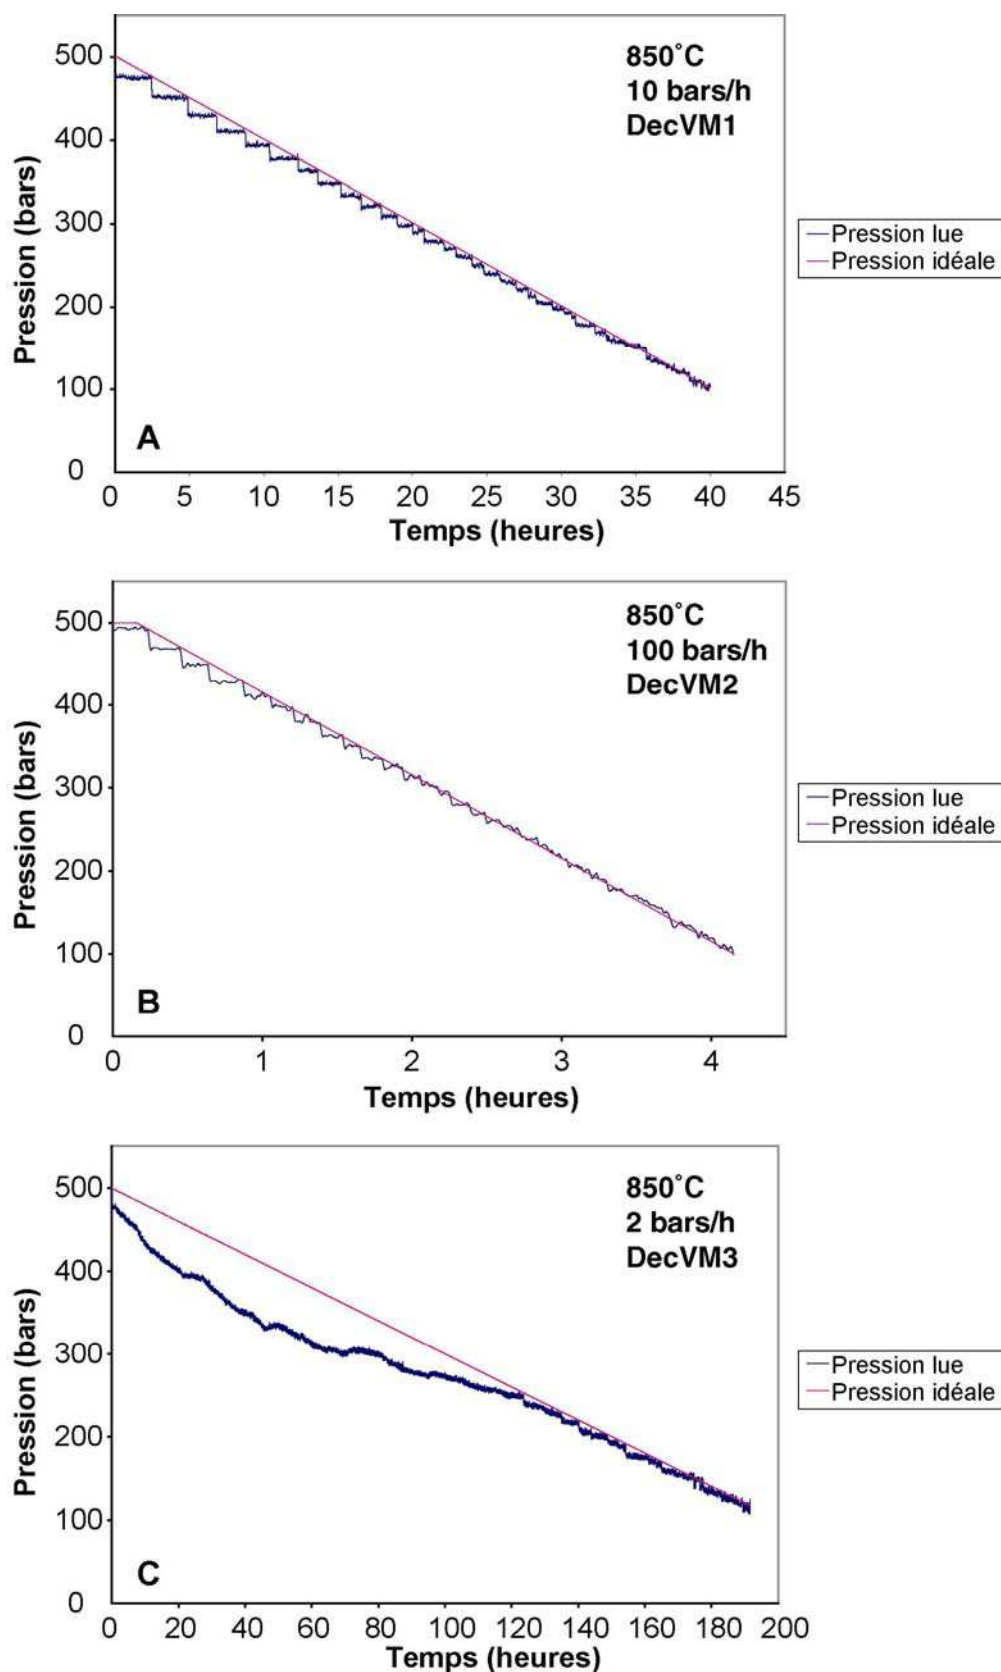 850°C
10 bars/h
DecVM1
Pression (bars)
500
400
300
200
100
0
A
0 5 10 15 20 25 30 35 40 45
Temps (heures)
Pression lue
Pression idéale
850°C
100 bars/h
DecVM2
Pression (bars)
500
400
300
200
100
0
B
0 1 2 3 4
Temps (heures)
Pression lue
Pression idéale
850°C
2 bars/h
DecVM3
Pression (bars)
500
400
300
200
100
0
C
0 20 40 60 80 100 120 140 160 180 200
Temps (heures)
Pression lue
Pression idéale